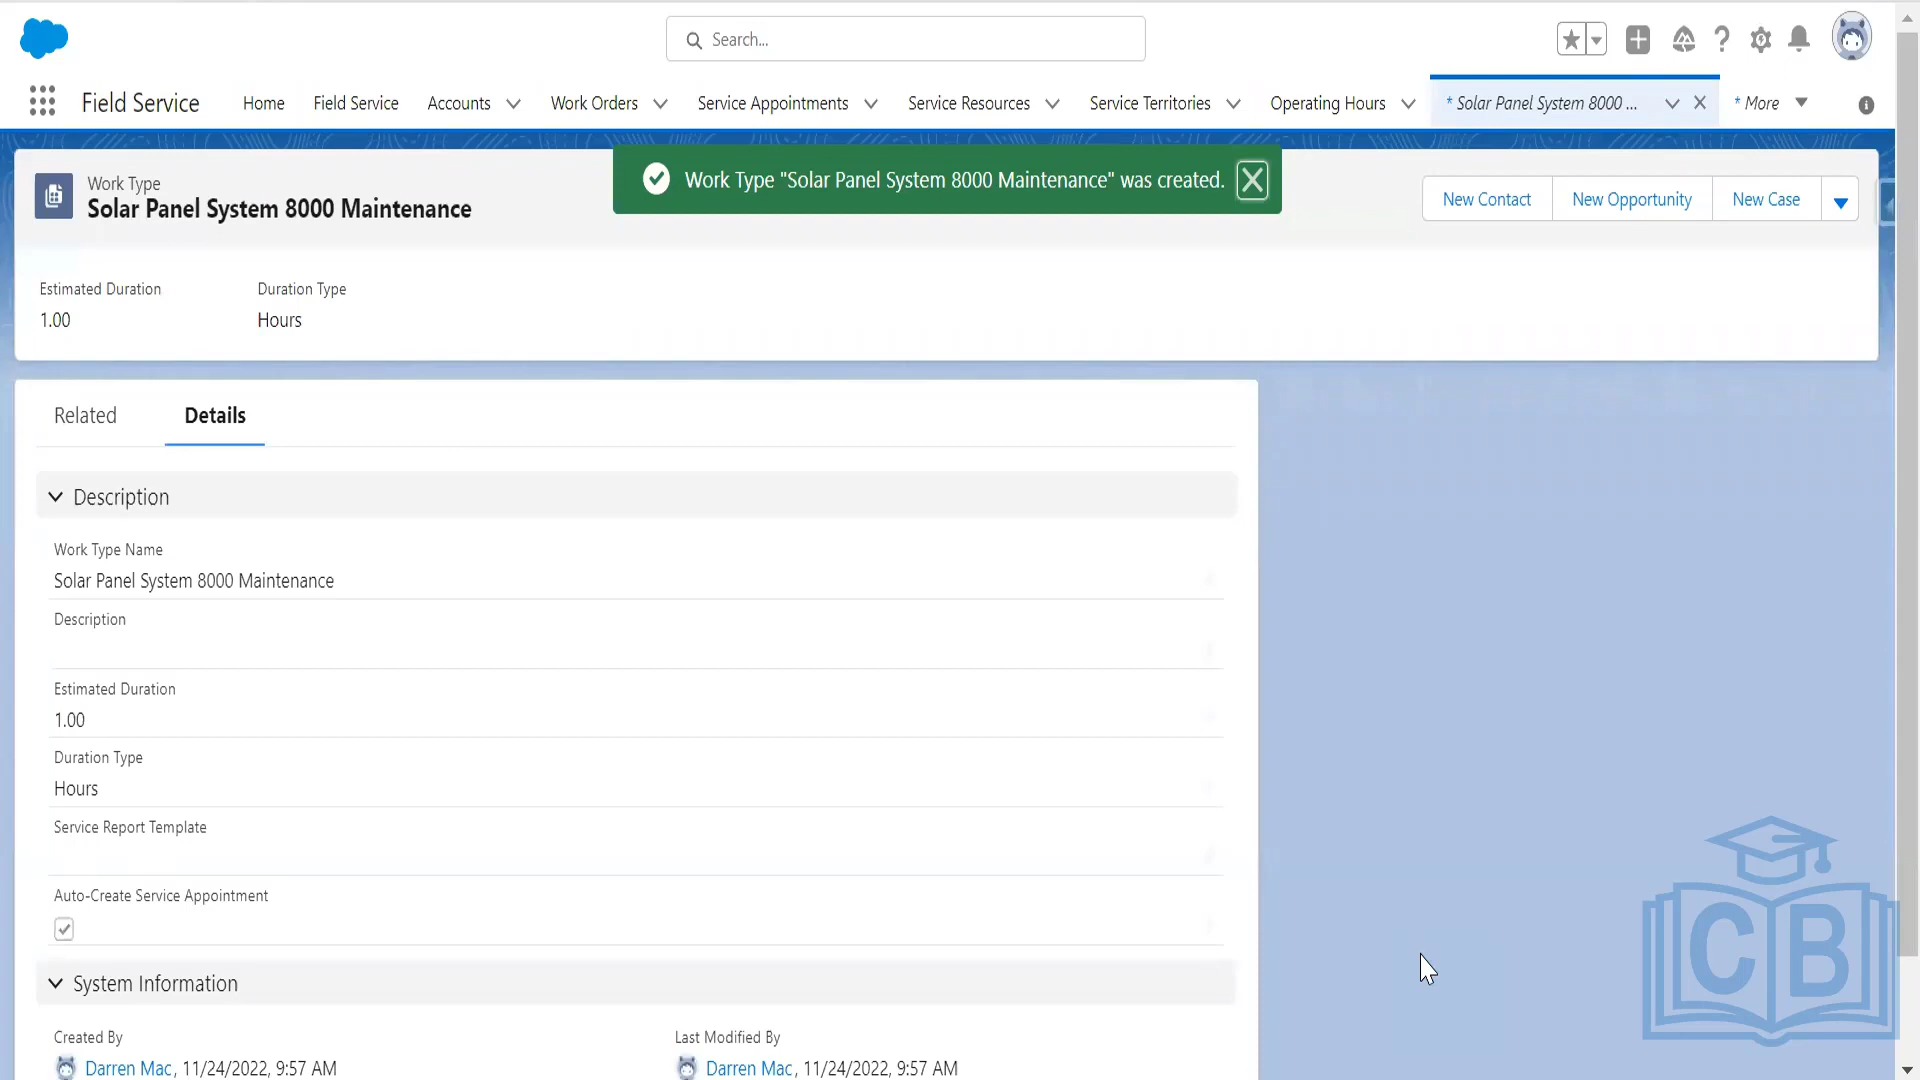 Search...
Field Service
Home
Field Service
Accounts
Work Orders
Service Appointments
Service Resources
Service Territories
Operating Hours
* Solar Panel System 8000 ...
* More
Work Type
Solar Panel System 8000 Maintenance
Work Type "Solar Panel System 8000 Maintenance" was created.
New Contact
New Opportunity
New Case
Estimated Duration
Duration Type
1.00
Hours
Related
Details
Description
Work Type Name
Solar Panel System 8000 Maintenance
Description
Estimated Duration
1.00
Duration Type
Hours
Service Report Template
Auto-Create Service Appointment
System Information
Created By
Last Modified By
Darren Mac, 11/24/2022, 9:57 AM
Darren Mac, 11/24/2022, 9:57 AM
CB